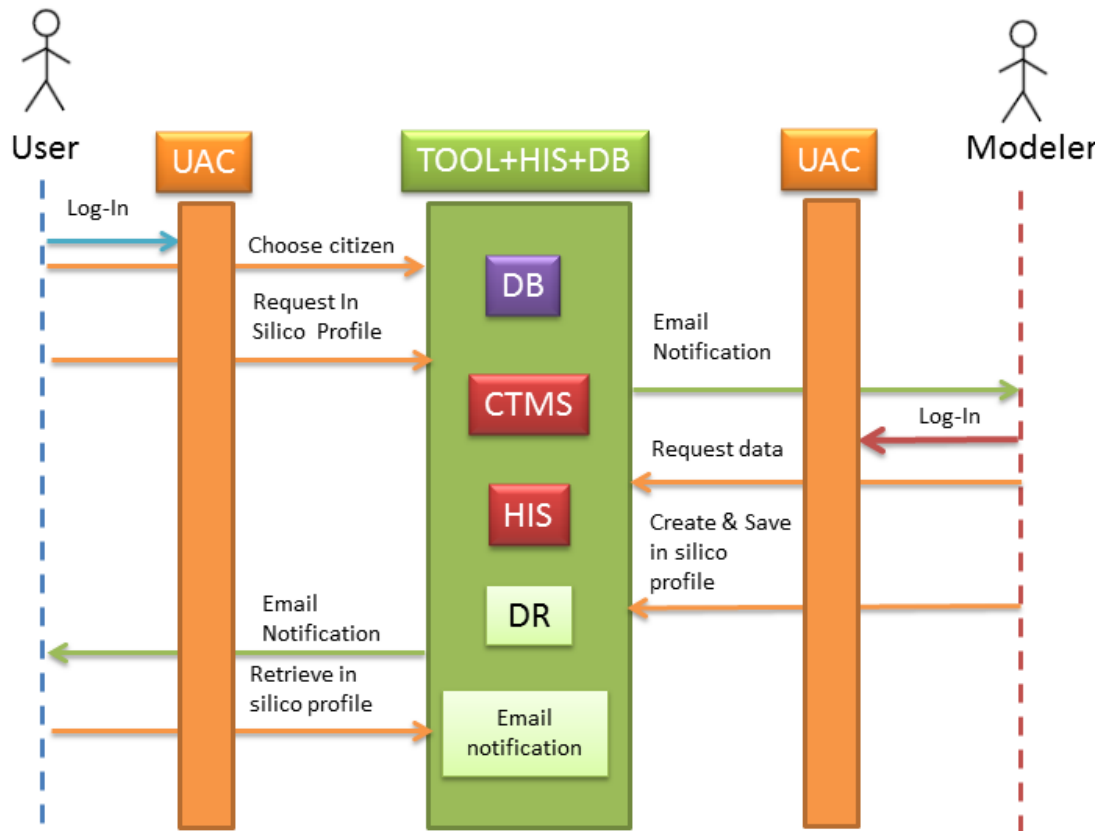 User
Modeler
UAC
TOOL+HIS+DB
UAC
Log-In
Choose citizen
DB
Request In
Silico Profile
Email
Notification
CTMS
Log-In
Request data
HIS
Create & Save
in silico
profile
DR
Email
Notification
Retrieve in
silico profile
Email
notification